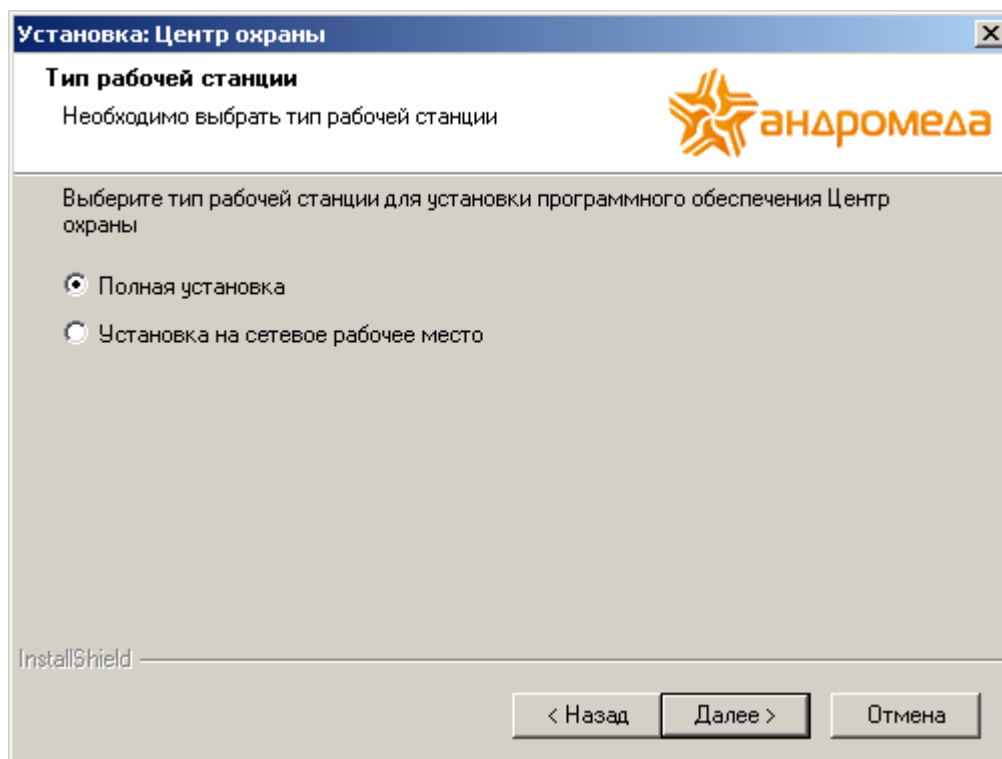 Установка: Центр охраны
Тип рабочей станции
Необходимо выбрать тип рабочей станции
андромеда
Выберите тип рабочей станции для установки программного обеспечения Центр
охраны
Полная установка
Установка на сетевое рабочее место
InstallShield
< Назад
Далее >
Отмена